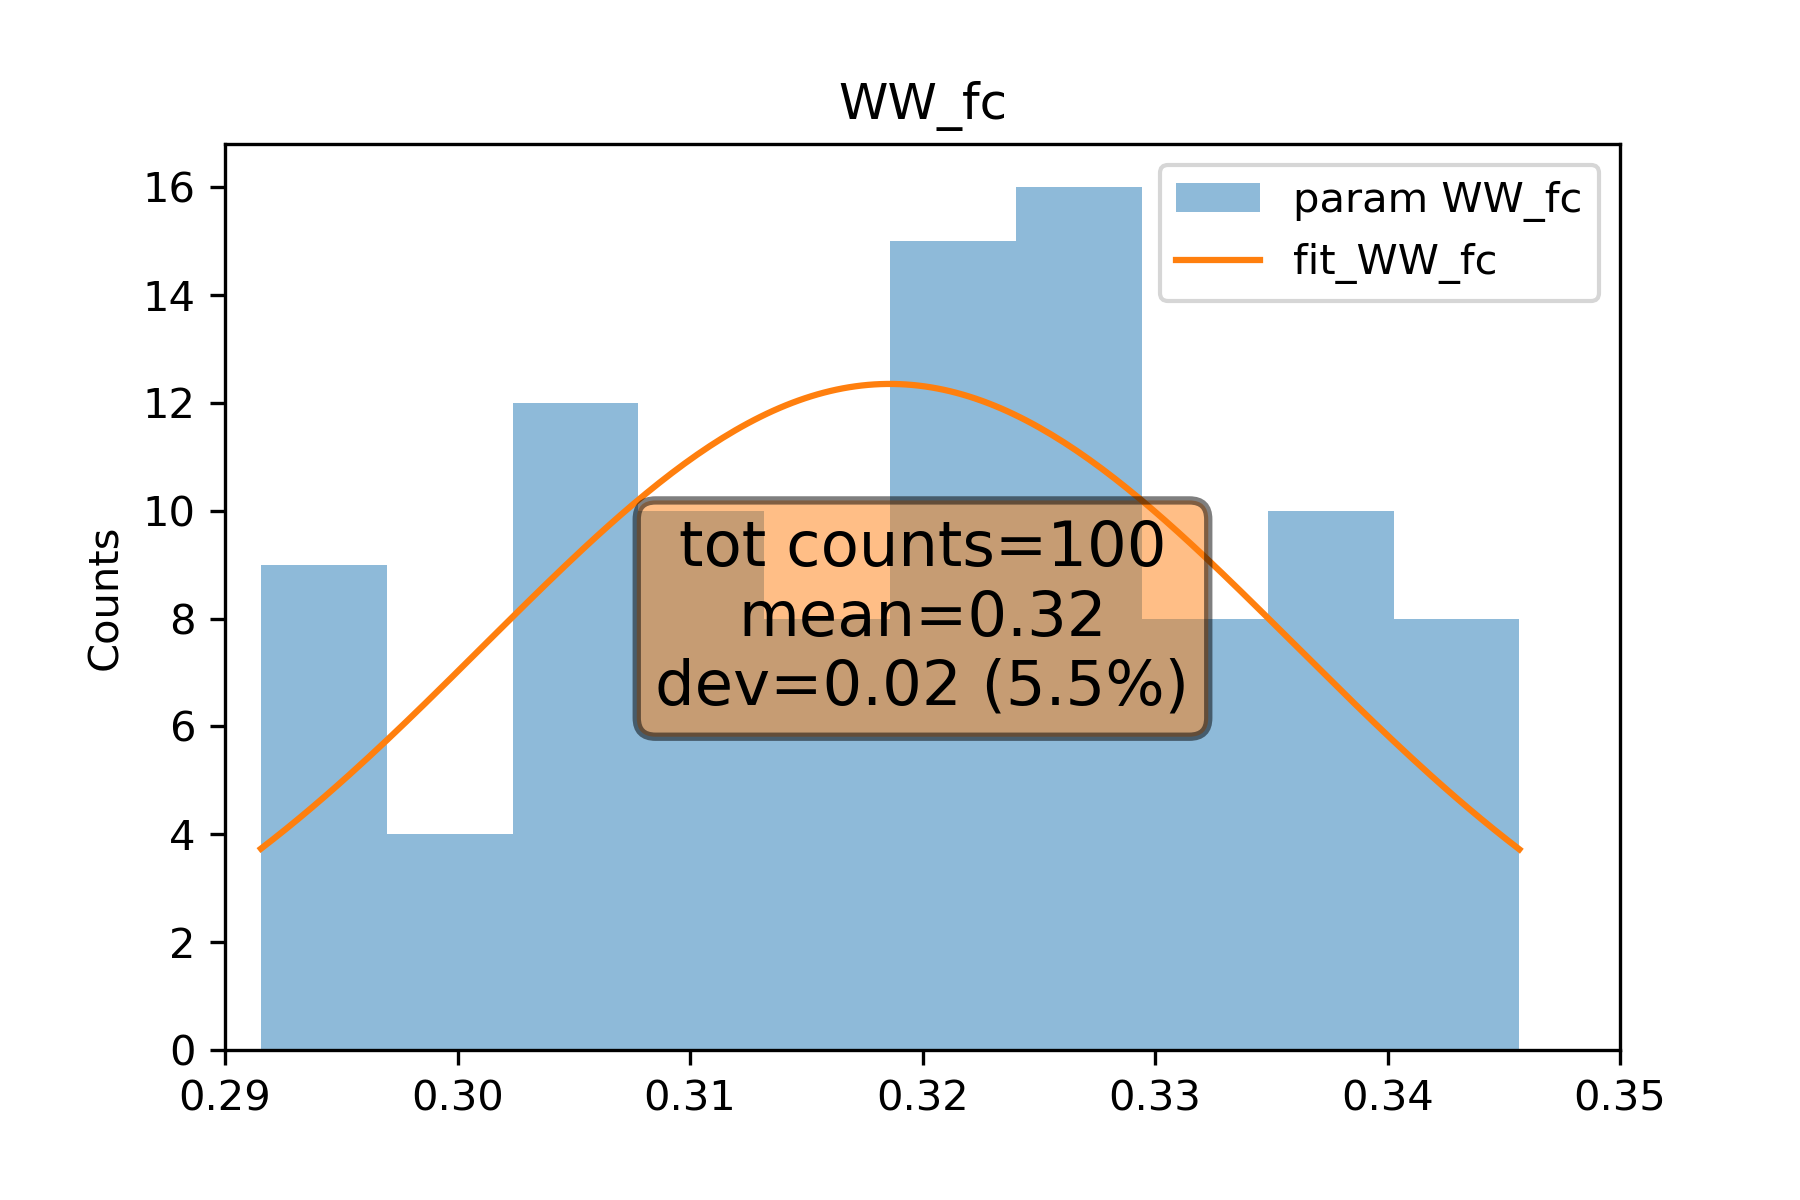 WW_fc
param WW_fc
fit_WW_fc
16
14
12
10
8
6
4
2
0
Counts
tot counts=100
mean=0.32
dev=0.02 (5.5%)
0.29 0.30 0.31 0.32 0.33 0.34 0.35